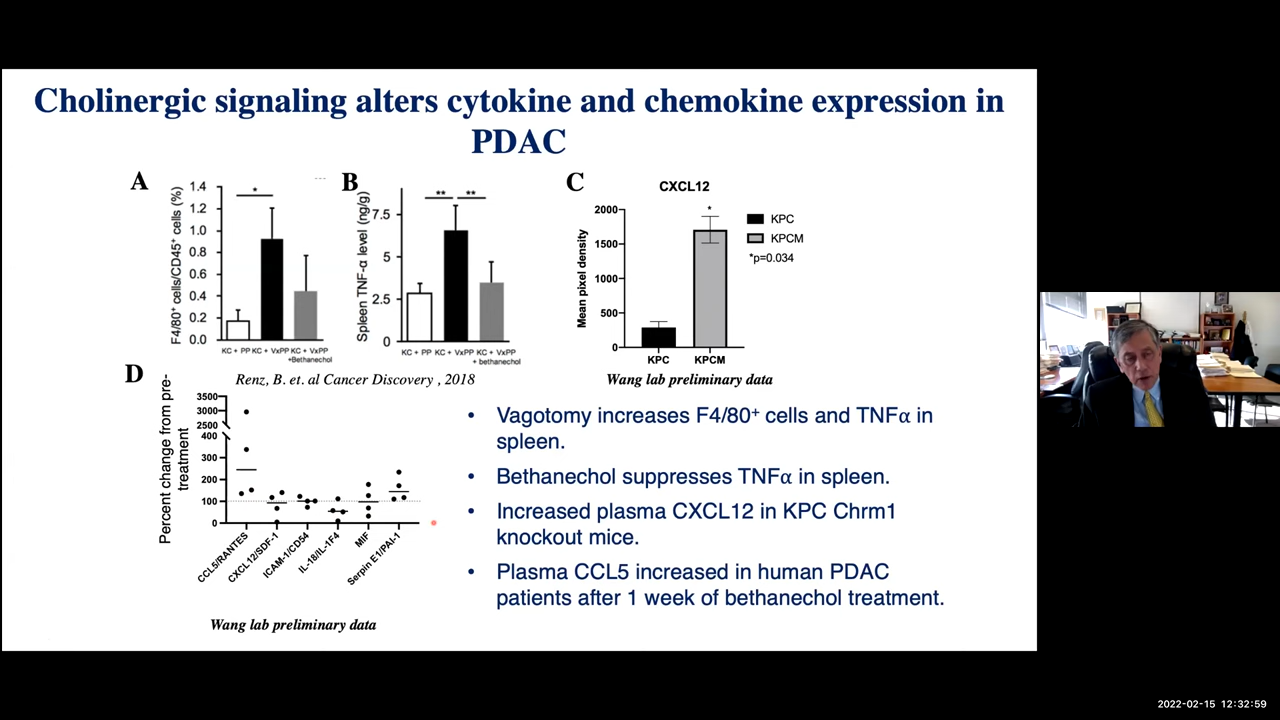 Cholinergic signaling alters cytokine and chemokine expression in
PDAC
A
F4/80⁺ cells/CD45⁺ cells (%)
1.4
1.2
1.0
0.8
0.6
0.4
0.2
0.0
*
KC + PP KC + VxPP KC + VxPP
+Bethanechol
B
Spleen TNF-α level (ng/g)
7.5
5
2.5
0
** **
KC + PP KC + VxPP KC + VxPP
+ bethanechol
Renz, B. et. al Cancer Discovery , 2018
C
CXCL12
Mean pixel density
2000
1500
1000
500
0
*
KPC KPCM
KPC
KPCM
*p=0.034
Wang lab preliminary data
D
Percent change from pre-
treatment
3500
3000
2500
400
300
200
100
0
CCL5/RANTES
CXCL12/SDF-1
ICAM-1/CD54
IL-18/IL-1F4
MIF
Serpin E1/PAI-1
Wang lab preliminary data
• Vagotomy increases F4/80⁺ cells and TNFα in
spleen.
• Bethanechol suppresses TNFα in spleen.
• Increased plasma CXCL12 in KPC Chrm1
knockout mice.
• Plasma CCL5 increased in human PDAC
patients after 1 week of bethanechol treatment.
2022-02-15 12:32:59